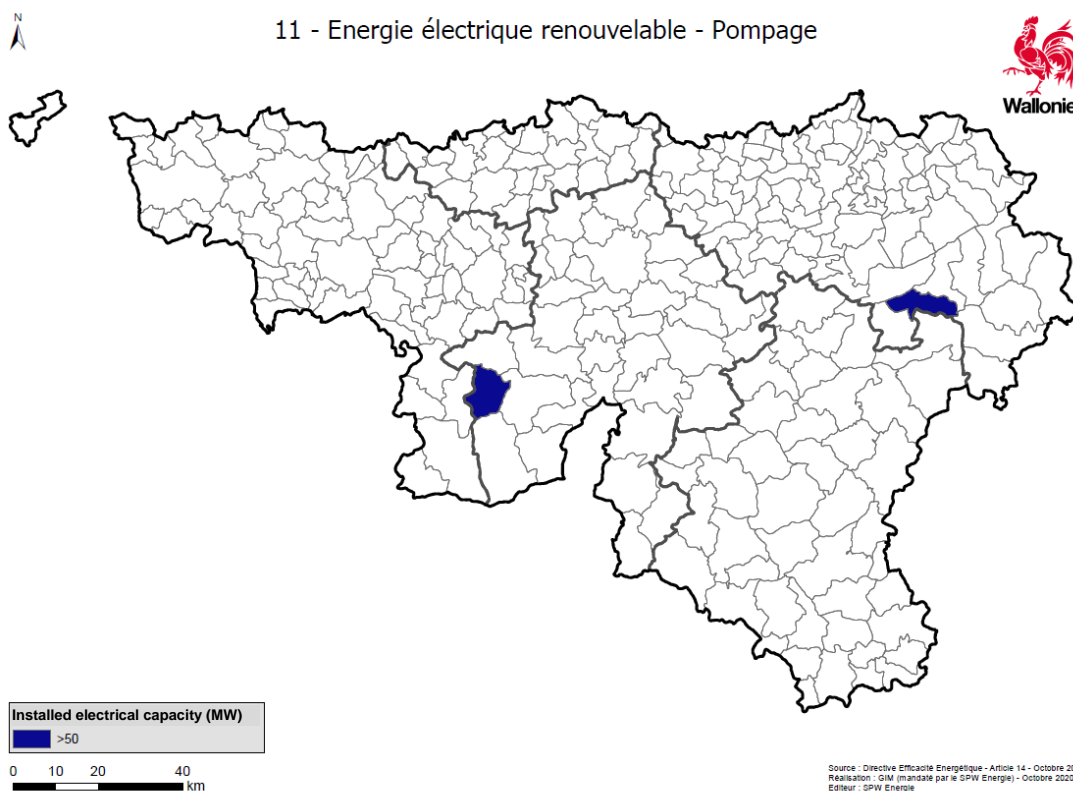 N
11 - Energie électrique renouvelable - Pompage
Wallonie
Installed electrical capacity (MW)
>50
0 10 20 40
km
Source : Directive Efficacité Energétique - Article 14 - Octobre 20
Réalisation : GIM (mandaté par le SPW Energie) - Octobre 2020
Editeur : SPW Energie